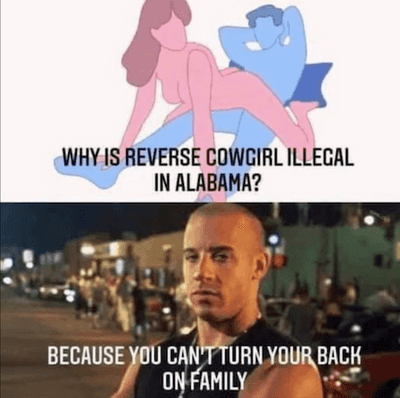 WHY IS REVERSE COWGIRL ILLEGAL
IN ALABAMA?
BECAUSE YOU CAN'T TURN YOUR BACK
ON FAMILY